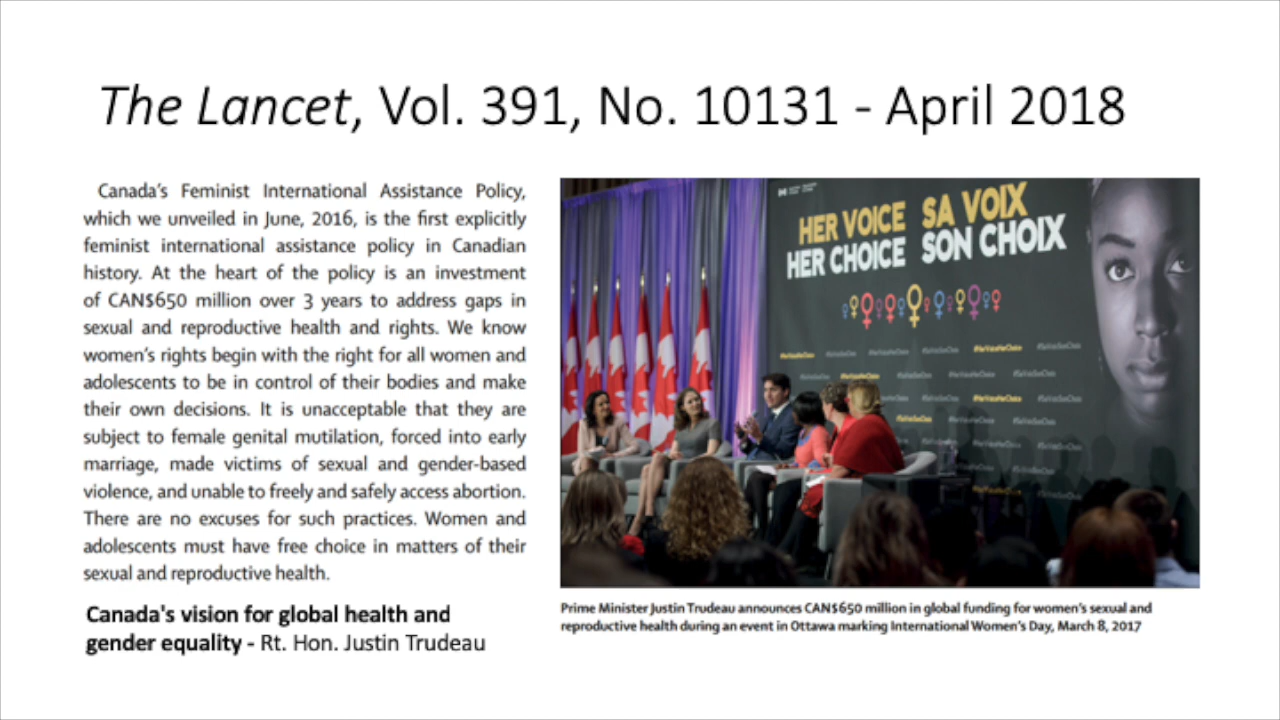 The Lancet, Vol. 391, No. 10131 - April 2018
Canada's Feminist International Assistance Policy,
which we unveiled in June, 2016, is the first explicitly
feminist international assistance policy in Canadian
history. At the heart of the policy is an investment
of CAN$650 million over 3 years to address gaps in
sexual and reproductive health and rights. We know
women's rights begin with the right for all women and
adolescents to be in control of their bodies and make
their own decisions. It is unacceptable that they are
subject to female genital mutilation, forced into early
marriage, made victims of sexual and gender-based
violence, and unable to freely and safely access abortion.
There are no excuses for such practices. Women and
adolescents must have free choice in matters of their
sexual and reproductive health.
Canada's vision for global health and
gender equality - Rt. Hon. Justin Trudeau
HER VOICE SA VOIX
HER CHOICE SON CHOIX
Prime Minister Justin Trudeau announces CAN$650 million in global funding for women's sexual and
reproductive health during an event in Ottawa marking International Women's Day, March 8, 2017